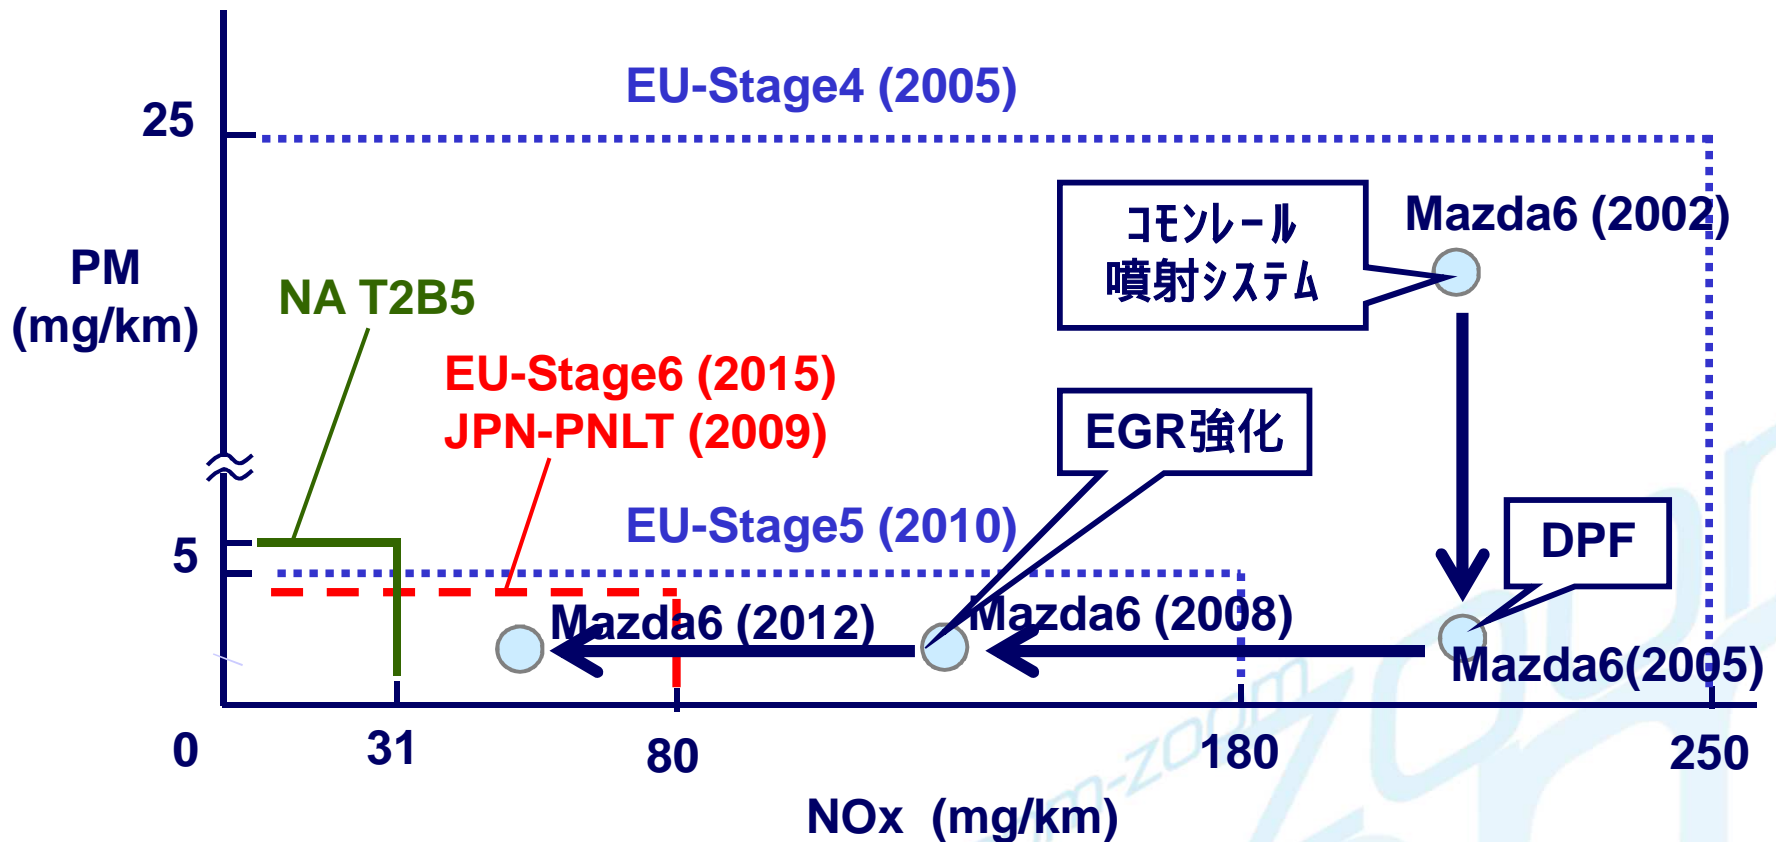 EU-Stage4 (2005)
25
コモンレール
噴射システム
Mazda6 (2002)
PM
(mg/km)
NA T2B5
EU-Stage6 (2015)
JPN-PNLT (2009)
EGR強化
EU-Stage5 (2010)
DPF
5
Mazda6 (2012)
Mazda6 (2008)
Mazda6(2005)
0
31
80
180
250
NOx (mg/km)